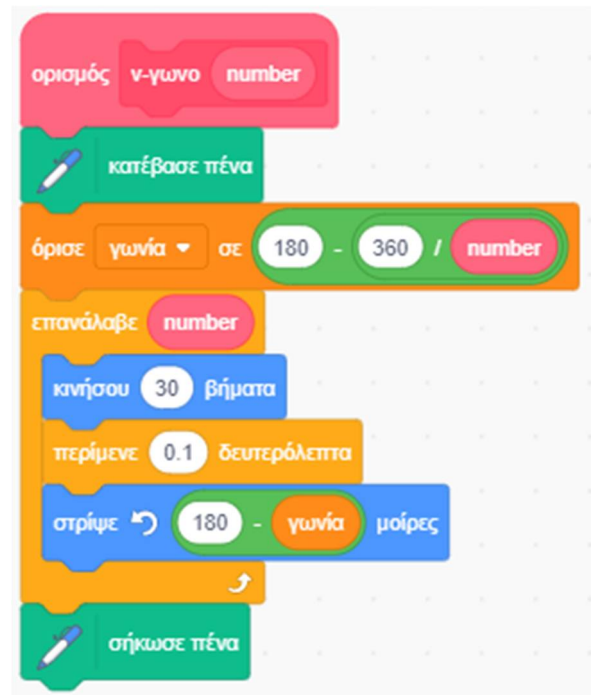 ορισμός ν-γωνο number
κατέβασε πένα
όρισε γωνία σε 180 - 360 / number
επανάλαβε number
κινήσου 30 βήματα
περίμενε 0.1 δευτερόλεπτα
στρίψε 180 - γωνία μοίρες
σήκωσε πένα